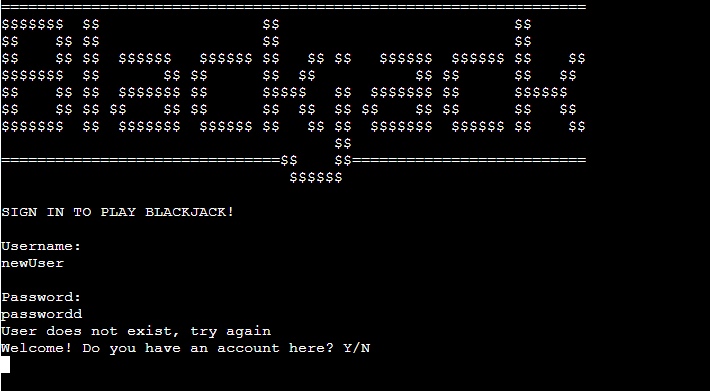 =================================================================
$$$$$$$  $$                  $$                          $$
$$    $$ $$                  $$                          $$
$$    $$ $$  $$$$$$   $$$$$$ $$   $$ $$   $$$$$$  $$$$$$ $$    $$
$$$$$$$  $$       $$ $$      $$  $$           $$ $$      $$   $$
$$    $$ $$  $$$$$$$ $$      $$$$$   $$  $$$$$$$ $$      $$$$$$
$$    $$ $$ $$    $$ $$      $$  $$  $$ $$    $$ $$      $$   $$
$$$$$$$  $$  $$$$$$$  $$$$$$ $$   $$ $$  $$$$$$$  $$$$$$ $$    $$
                                     $$
===============================$$    $$==========================
                                $$$$$$
SIGN IN TO PLAY BLACKJACK!
Username:
newUser
Password:
passwordd
User does not exist, try again
Welcome! Do you have an account here? Y/N